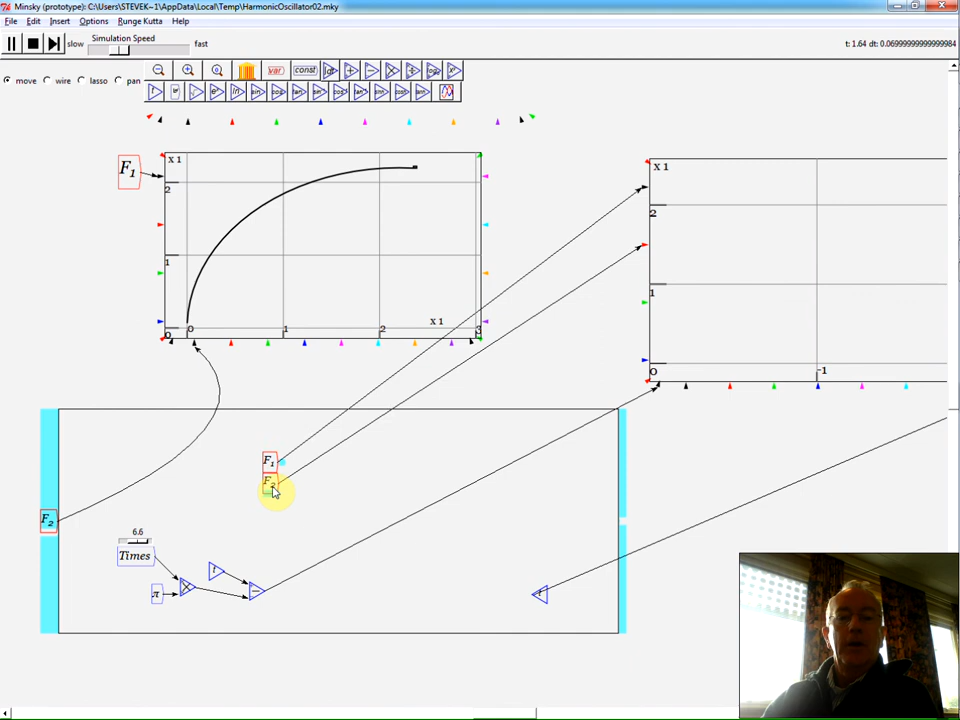 Minsky (prototype): C:\Users\STEVEK~1\AppData\Local\Temp\HarmonicOscillator02.mky
File Edit Insert Options Runge Kutta Help
Simulation Speed
slow fast
t: 1.64 dt: 0.06999999999999984
move wire lasso pan
var const
F₁
x 1
2
1
0
0 1 2 3
x 1
x 1
2
1
0
-1
F₁
F₂
F₂
6.6
Times
t
π